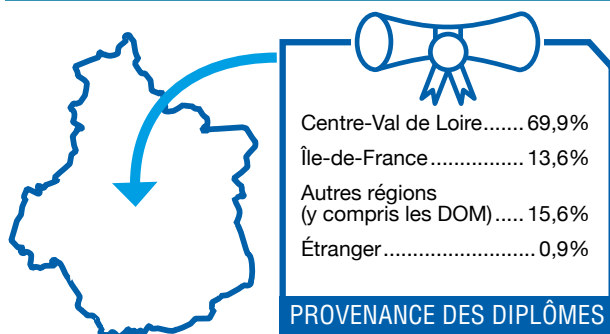 Centre-Val de Loire....... 69,9%
Île-de-France................ 13,6%
Autres régions
(y compris les DOM)..... 15,6%
Étranger......................... 0,9%
PROVENANCE DES DIPLÔMES